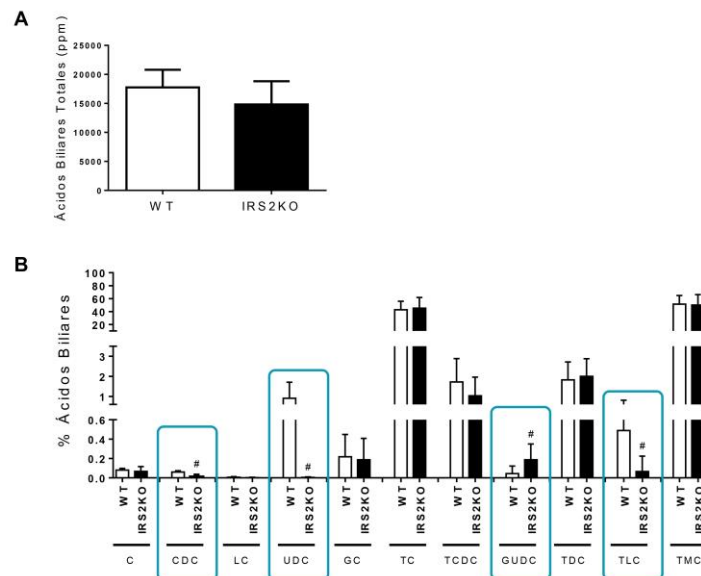 A
Ácidos Biliares Totales (ppm)
25000
20000
15000
10000
5000
0
WT IRS2KO
B
% Ácidos Biliares
100
80
60
40
20
3
2
1
0.6
0.4
0.2
0.0
# # # #
WT IRS2KO WT IRS2KO WT IRS2KO WT IRS2KO WT IRS2KO WT IRS2KO WT IRS2KO WT IRS2KO WT IRS2KO WT IRS2KO WT IRS2KO
C CDC LC UDC GC TC TCDC GUDC TDC TLC TMC